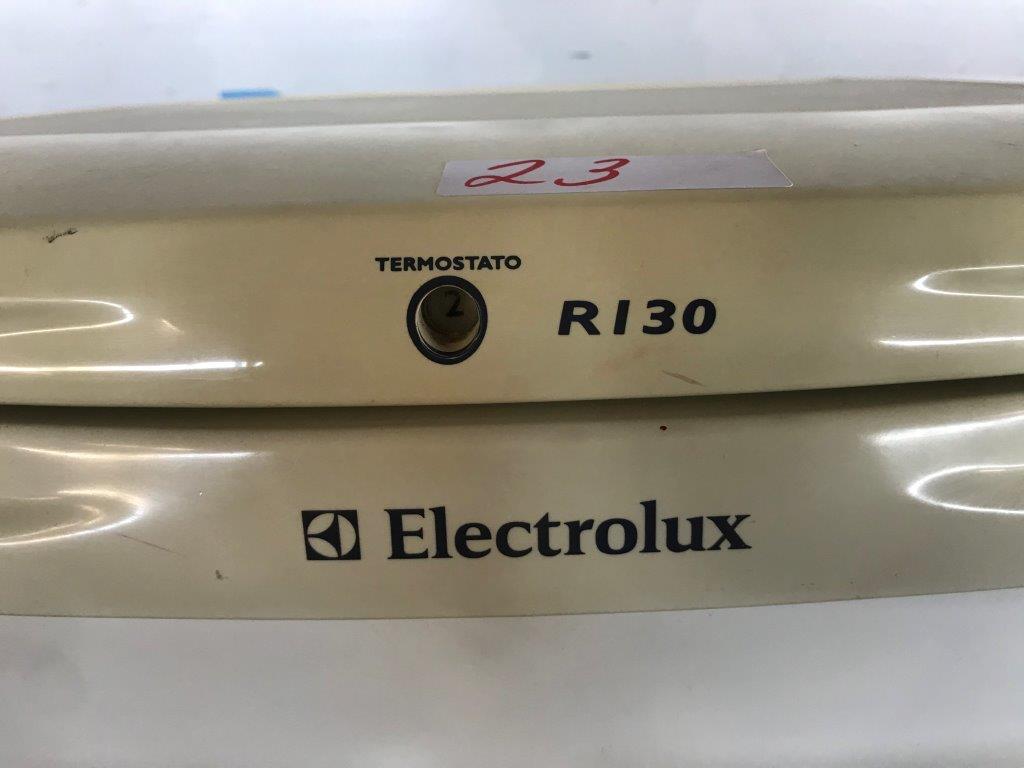 23
TERMOSTATO
2
R130
Electrolux